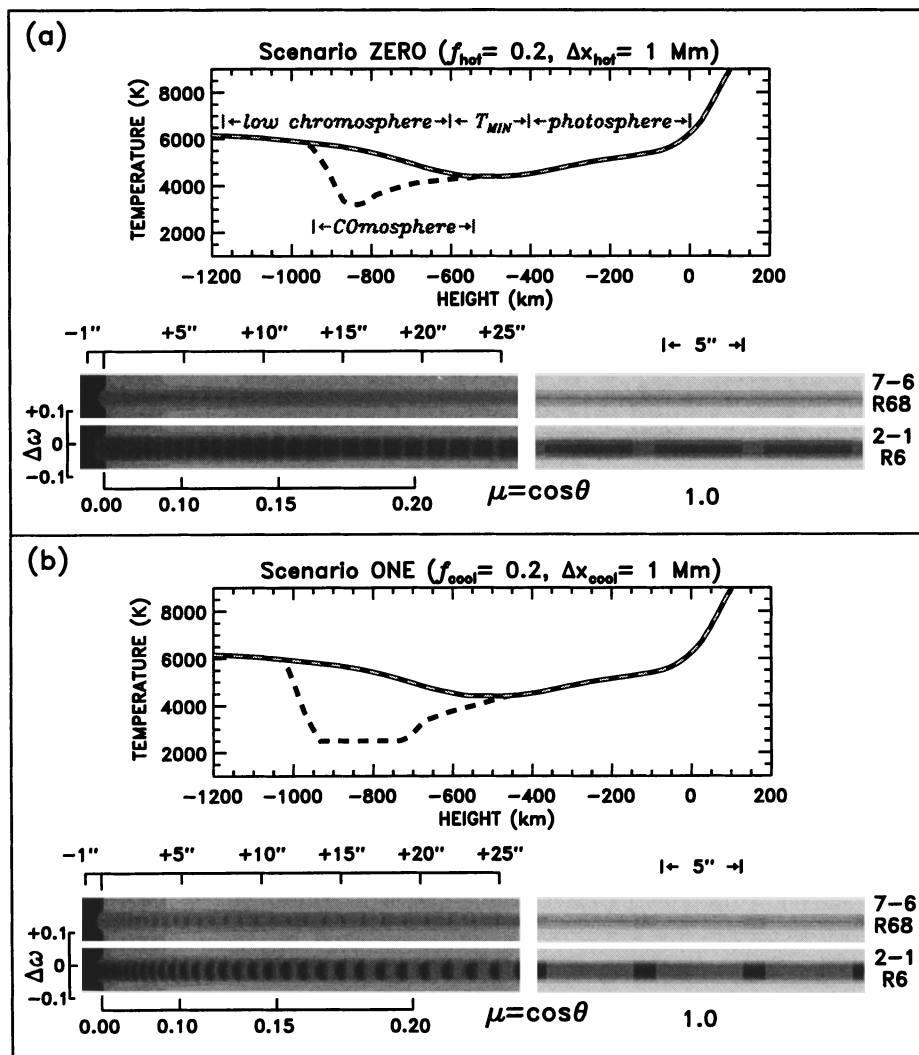 (a)
Scenario ZERO (f_hot= 0.2, Δx_hot= 1 Mm)
TEMPERATURE (K)
8000
6000
4000
2000
|←low chromosphere→|← T_MIN →|←photosphere→|
|←COmosphere→|
−1200 −1000 −800 −600 −400 −200 0 200
HEIGHT (km)
−1" +5" +10" +15" +20" +25"
|← 5" →|
7−6
R68
2−1
R6
+0.1
0
−0.1
Δω
0.00 0.10 0.15 0.20
μ=cosθ 1.0
(b)
Scenario ONE (f_cool= 0.2, Δx_cool= 1 Mm)
TEMPERATURE (K)
8000
6000
4000
2000
−1200 −1000 −800 −600 −400 −200 0 200
HEIGHT (km)
−1" +5" +10" +15" +20" +25"
|← 5" →|
7−6
R68
2−1
R6
+0.1
0
−0.1
Δω
0.00 0.10 0.15 0.20
μ=cosθ 1.0